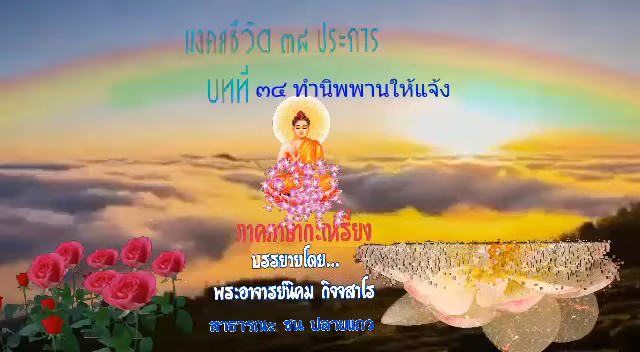 มงคลชีวิต ๓๘ ประการ
บทที่ ๓๔ ทำนิพพานให้แจ้ง
ภาคภาษากะเหรี่ยง
บรรยายโดย...
พระอาจารย์นิคม กิจจสาโร
สาธารณะ ชน ปลายแถว